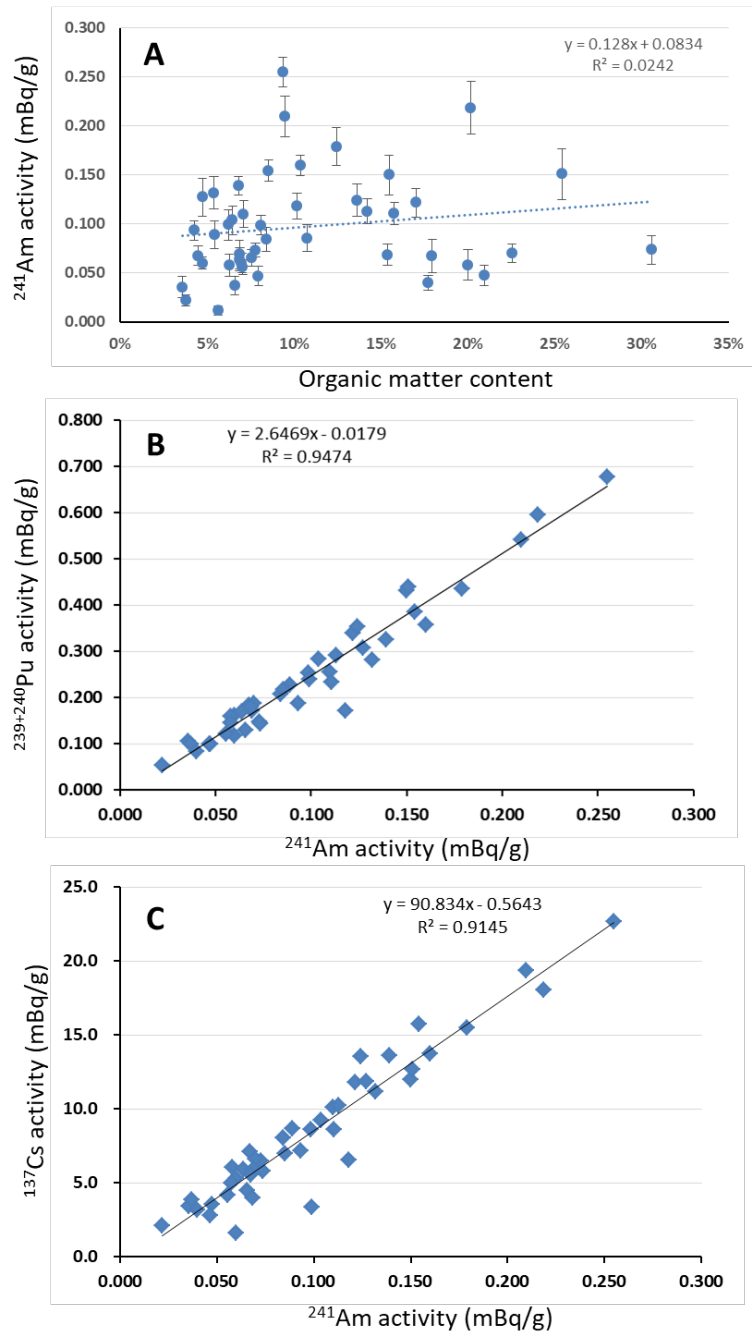 A
y = 0.128x + 0.0834
R² = 0.0242
0.300
0.250
0.200
0.150
0.100
0.050
0.000
²⁴¹Am activity (mBq/g)
0% 5% 10% 15% 20% 25% 30% 35%
Organic matter content
B
y = 2.6469x - 0.0179
R² = 0.9474
0.800
0.700
0.600
0.500
0.400
0.300
0.200
0.100
0.000
²³⁹⁺²⁴⁰Pu activity (mBq/g)
0.000 0.050 0.100 0.150 0.200 0.250 0.300
²⁴¹Am activity (mBq/g)
C
y = 90.834x - 0.5643
R² = 0.9145
25.0
20.0
15.0
10.0
5.0
0.0
¹³⁷Cs activity (mBq/g)
0.000 0.050 0.100 0.150 0.200 0.250 0.300
²⁴¹Am activity (mBq/g)